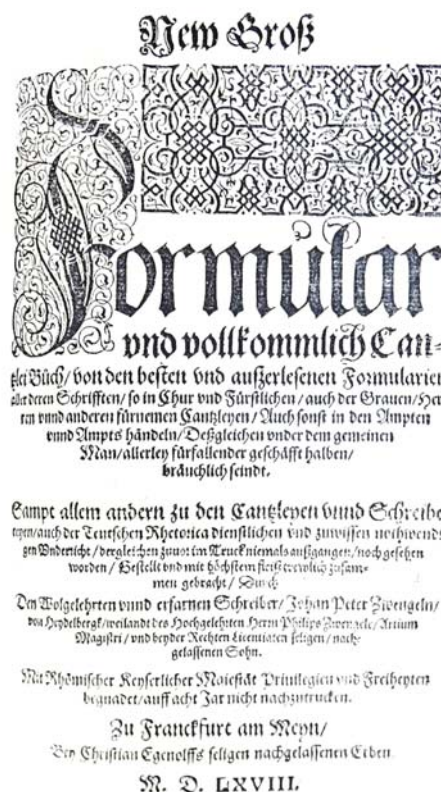 New Groß
Formular
vnd vollkommlich Can-
tzlei Büch/ von den besten vnd außerlesenen Formularien
aller deren Schrifften/ so in Chur vnd Fürstlichen/ auch der Grauen/ Her
ren vnnd anderen fürnemen Cantzleyen/ Auch sonst in den Ampten
vnnd Ampts händeln/ Deßgleichen vnder dem gemeinen
Man/ allerley fürfallender geschäfft halben/
bräuchlich seindt.
Sampt allem andern zu den Cantzleyen vnnd Schreibe
reyen/ auch der Teutschen Rhetorica dienstlichen vnd zuwissen nothwendi
gen Vnderricht/ dergleichen zuuor im Truck niemals außgangen/ noch gesehen
worden/ Gestellt vnd mit höchstem fleiß trewlich zusam-
men gebracht/ Durch
Den Wolgelehrten vnnd erfarnen Schreiber/ Johan Peter Zwengeln/
von Heydelberg/ weilandt des Hochgelehrten Herrn Philips Zwengels/ Artium
Magistri/ vnd beyder Rechten Licentiaten seligen/ nach-
gelassenen Sohn.
Mit Rhömischer Keyserlicher Maiestät Priuilegien vnd Freiheyten
begnadet/ auff acht Jar nicht nachzutrucken.
Zu Franckfurt am Meyn/
Bey Christian Egenolffs seligen nachgelassenen Erben.
M. D. LXVIII.